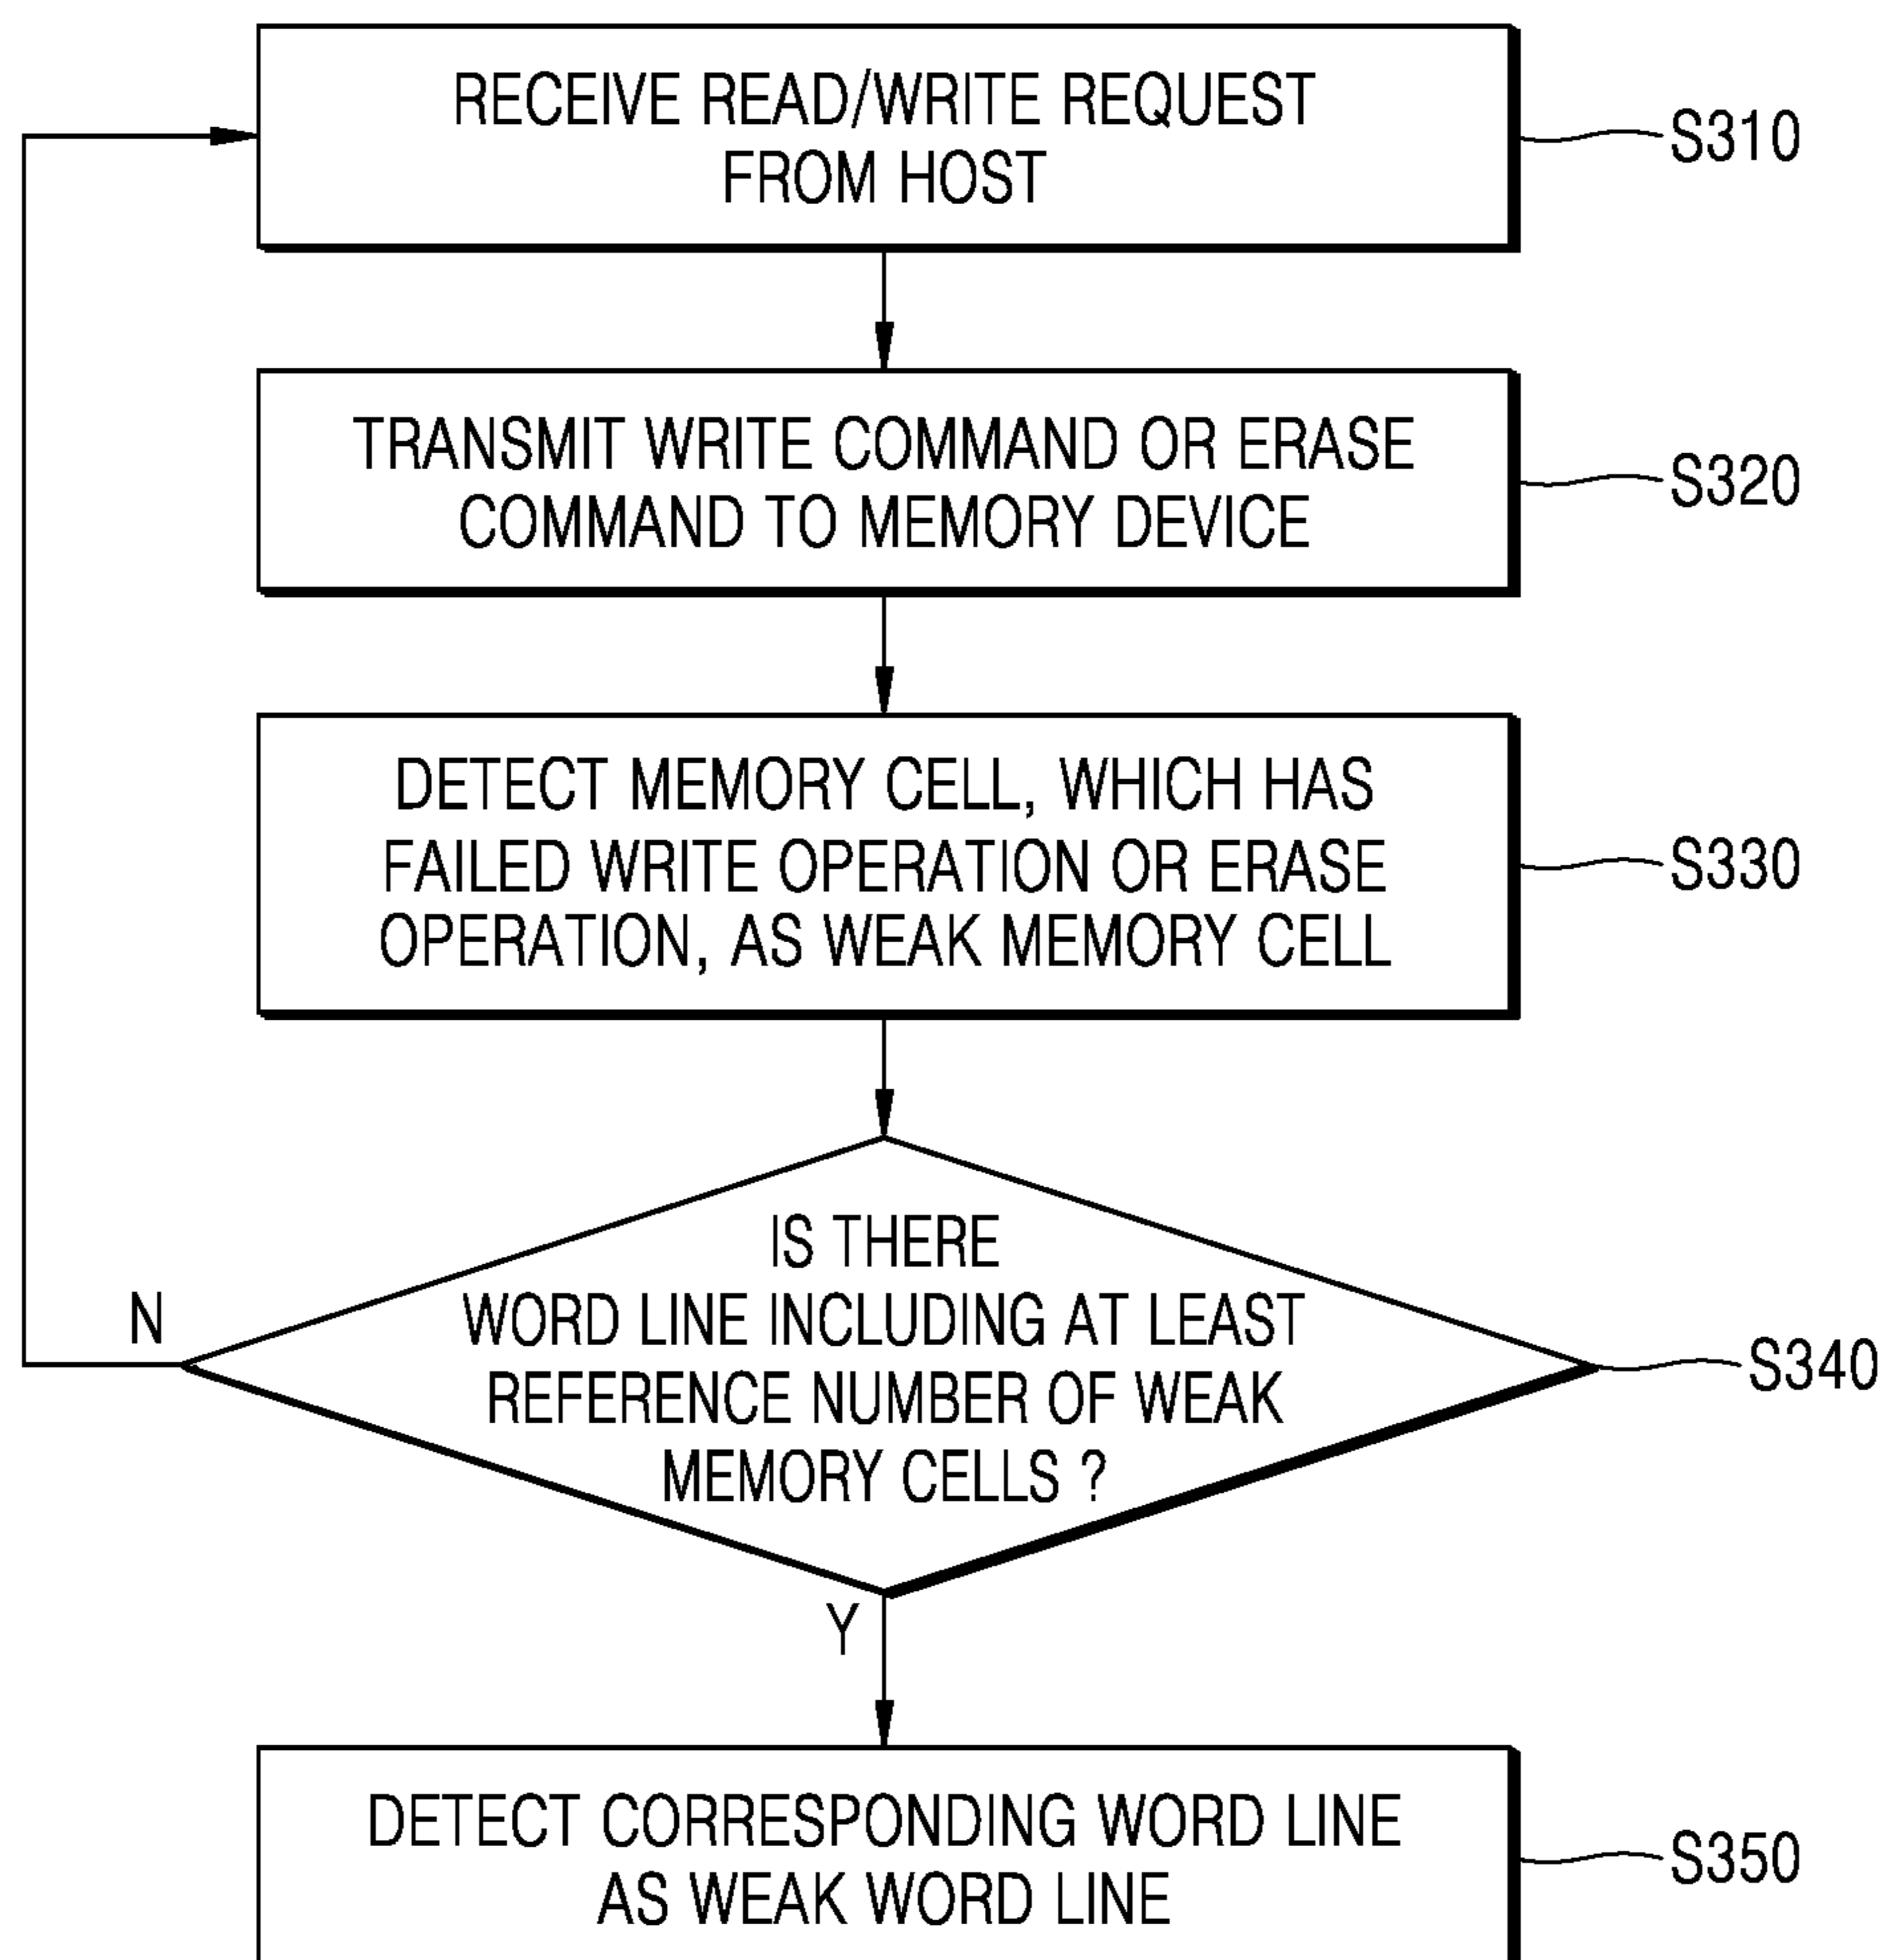 RECEIVE READ/WRITE REQUEST
FROM HOST
S310
TRANSMIT WRITE COMMAND OR ERASE
COMMAND TO MEMORY DEVICE
S320
DETECT MEMORY CELL, WHICH HAS
FAILED WRITE OPERATION OR ERASE
OPERATION, AS WEAK MEMORY CELL
S330
IS THERE
WORD LINE INCLUDING AT LEAST
REFERENCE NUMBER OF WEAK
MEMORY CELLS ?
N
S340
Y
DETECT CORRESPONDING WORD LINE
AS WEAK WORD LINE
S350